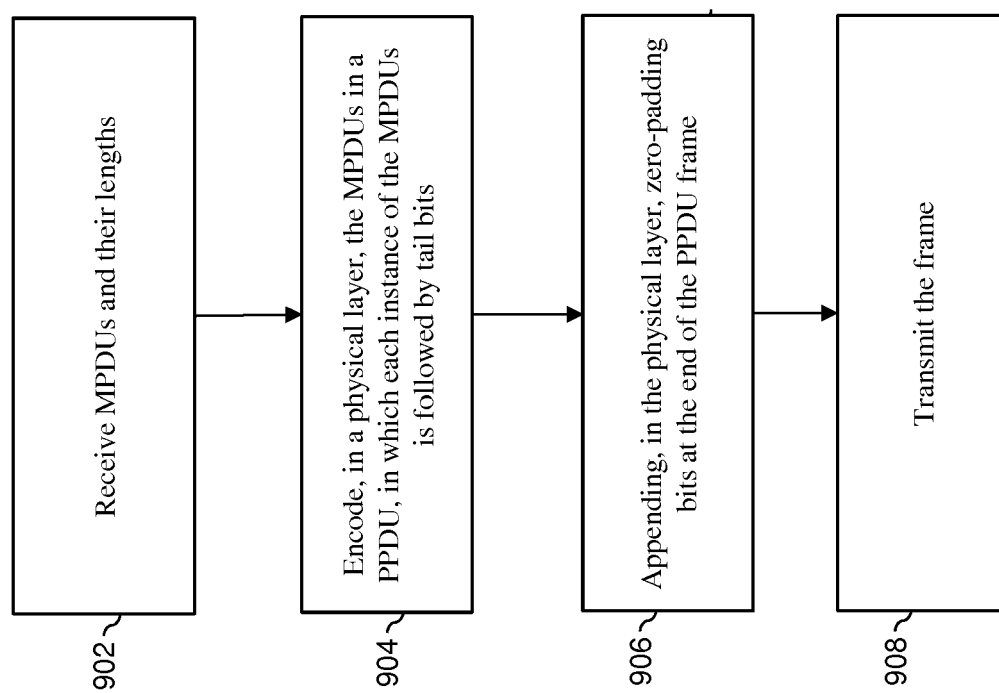 902
Receive MPDUs and their lengths
904
Encode, in a physical layer, the MPDUs in a
PPDU, in which each instance of the MPDUs
is followed by tail bits
906
Appending, in the physical layer, zero-padding
bits at the end of the PPDU frame
908
Transmit the frame